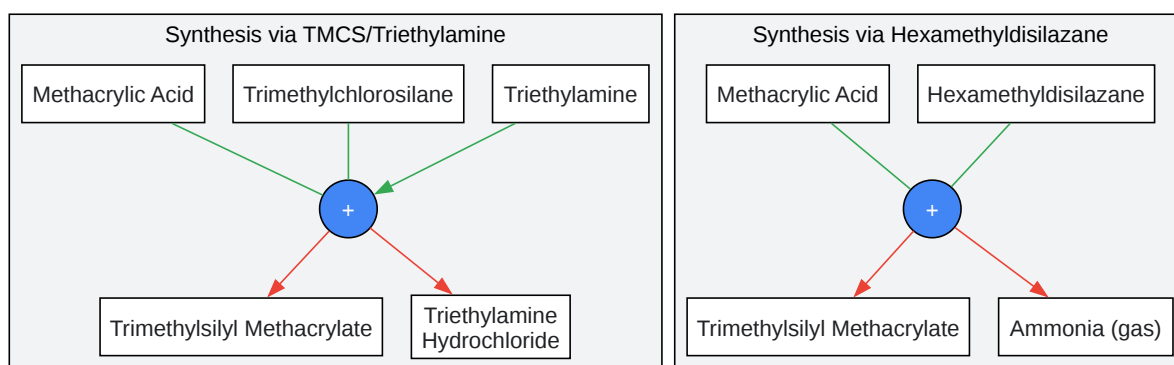 Synthesis via TMCS/Triethylamine
Methacrylic Acid
Trimethylchlorosilane
Triethylamine
+
Trimethylsilyl Methacrylate
Triethylamine
Hydrochloride
Synthesis via Hexamethyldisilazane
Methacrylic Acid
Hexamethyldisilazane
+
Trimethylsilyl Methacrylate
Ammonia (gas)